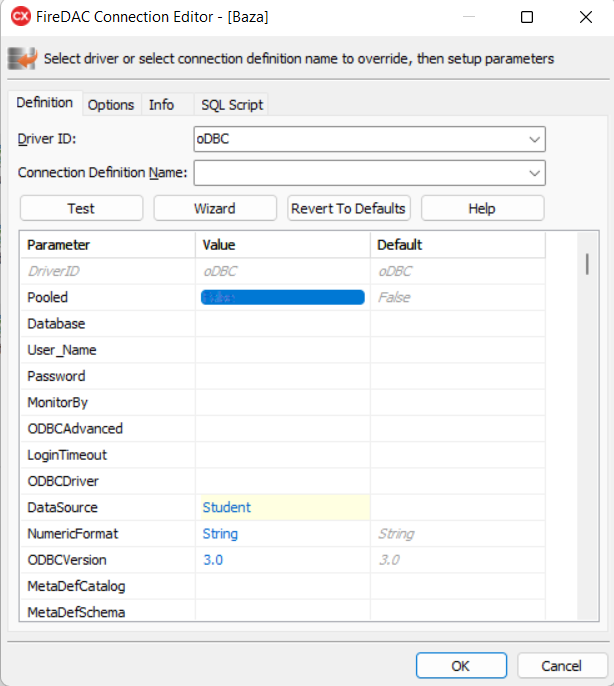 CX FireDAC Connection Editor - [Baza]
Select driver or select connection definition name to override, then setup parameters
Definition Options Info SQL Script
Driver ID: oDBC
Connection Definition Name:
Test Wizard Revert To Defaults Help
Parameter Value Default
DriverID oDBC oDBC
Pooled False
Database
User_Name
Password
MonitorBy
ODBCAdvanced
LoginTimeout
ODBCDriver
DataSource Student
NumericFormat String String
ODBCVersion 3.0 3.0
MetaDefCatalog
MetaDefSchema
OK Cancel